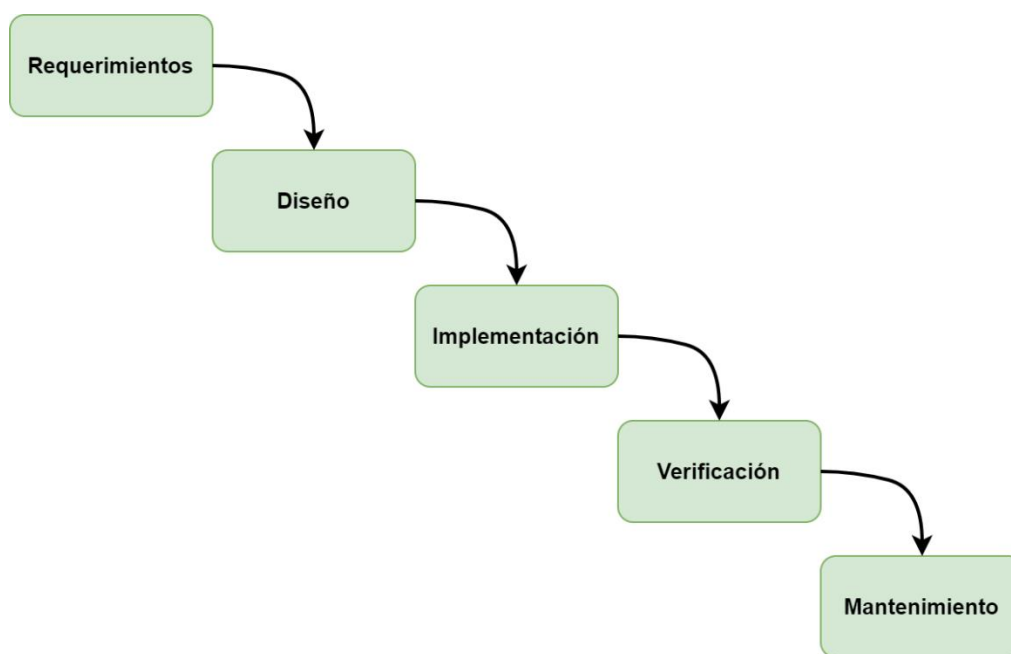 Requerimientos
Diseño
Implementación
Verificación
Mantenimiento